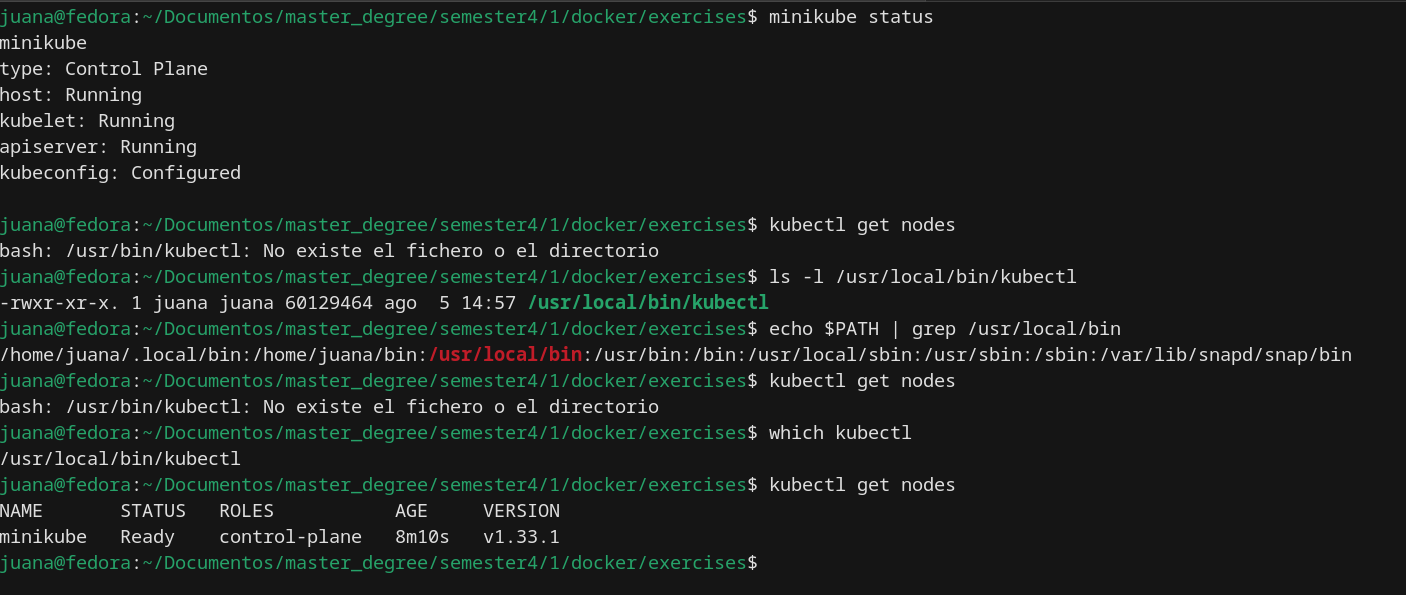 juana@fedora:~/Documentos/master_degree/semester4/1/docker/exercises$ minikube status
minikube
type: Control Plane
host: Running
kubelet: Running
apiserver: Running
kubeconfig: Configured

juana@fedora:~/Documentos/master_degree/semester4/1/docker/exercises$ kubectl get nodes
bash: /usr/bin/kubectl: No existe el fichero o el directorio
juana@fedora:~/Documentos/master_degree/semester4/1/docker/exercises$ ls -l /usr/local/bin/kubectl
-rwxr-xr-x. 1 juana juana 60129464 ago  5 14:57 /usr/local/bin/kubectl
juana@fedora:~/Documentos/master_degree/semester4/1/docker/exercises$ echo $PATH | grep /usr/local/bin
/home/juana/.local/bin:/home/juana/bin:/usr/local/bin:/usr/bin:/bin:/usr/local/sbin:/usr/sbin:/sbin:/var/lib/snapd/snap/bin
juana@fedora:~/Documentos/master_degree/semester4/1/docker/exercises$ kubectl get nodes
bash: /usr/bin/kubectl: No existe el fichero o el directorio
juana@fedora:~/Documentos/master_degree/semester4/1/docker/exercises$ which kubectl
/usr/local/bin/kubectl
juana@fedora:~/Documentos/master_degree/semester4/1/docker/exercises$ kubectl get nodes
NAME       STATUS   ROLES           AGE     VERSION
minikube   Ready    control-plane   8m10s   v1.33.1
juana@fedora:~/Documentos/master_degree/semester4/1/docker/exercises$